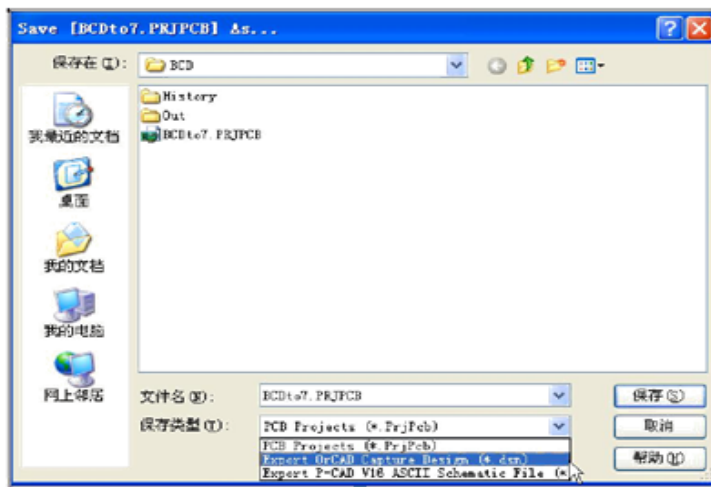 Save [BCDto7.PRJPCB] As...
保存在(I):
BCD
History
Out
BCDto7.PRJPCB
我最近的文档
桌面
我的文档
我的电脑
网上邻居
文件名(N):
BCDto7.PRJPCB
保存(S)
保存类型(T):
PCB Projects (*.PrjPcb)
取消
PCB Projects (*.PrjPcb)
Export OrCAD Capture Design (*.dsn)
帮助(H)
Export P-CAD V16 ASCII Schematic File (*